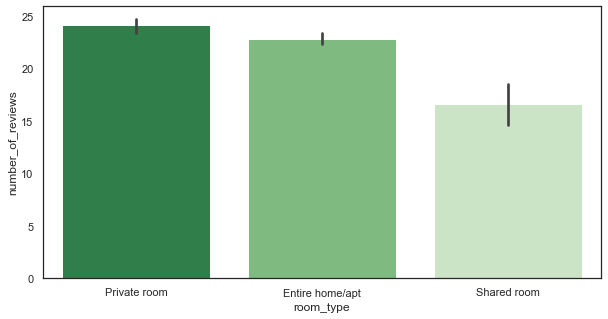 25
20
15
10
5
0
number_of_reviews
Private room
Entire home/apt
Shared room
room_type